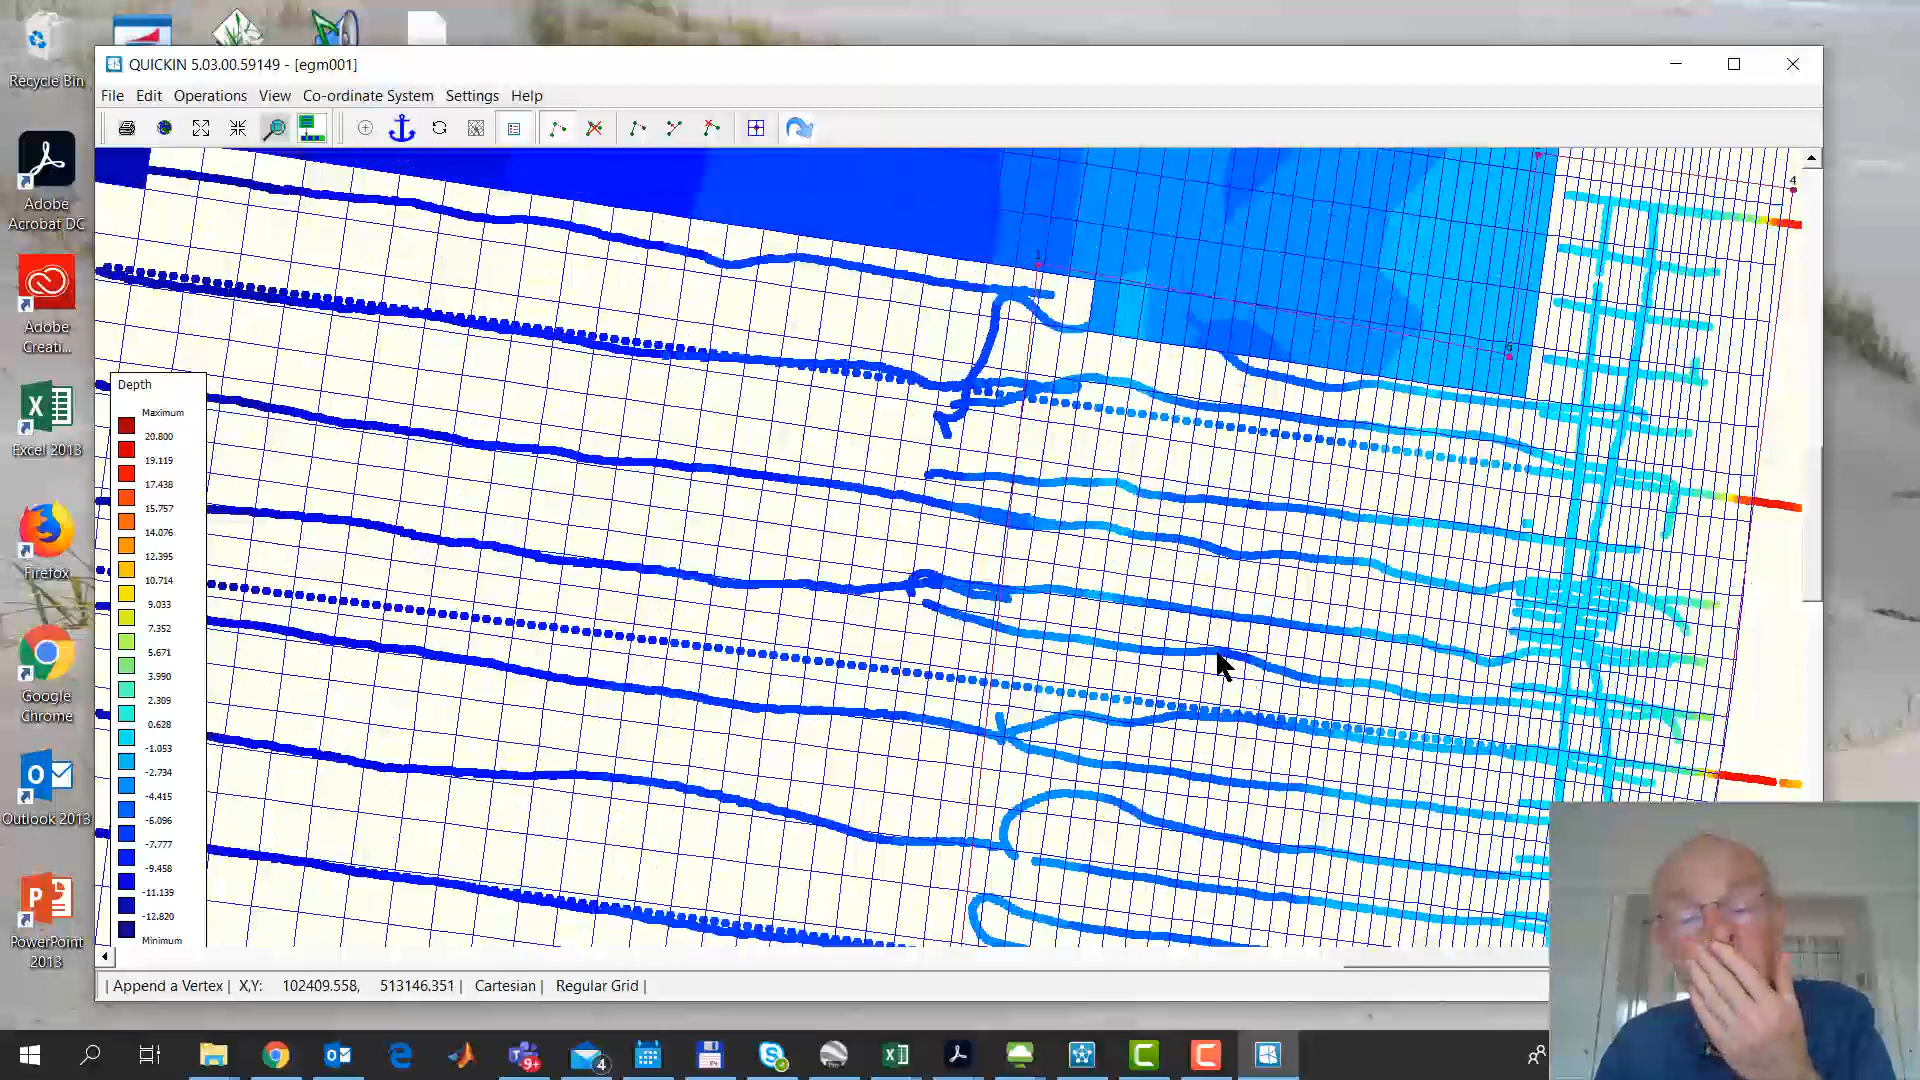 Recycle Bin
Adobe
Acrobat DC
Adobe
Creati...
Excel 2013
Firefox
Google
Chrome
Outlook 2013
PowerPoint
2013
QUICKIN 5.03.00.59149 - [egm001]
File Edit Operations View Co-ordinate System Settings Help
1
4
Depth
Maximum
20.800
19.119
17.438
15.757
14.076
12.395
10.714
9.033
7.352
5.671
3.990
2.309
0.628
-1.053
-2.734
-4.415
-6.096
-7.777
-9.458
-11.139
-12.820
Minimum
| Append a Vertex | X,Y: 102409.558, 513146.351 | Cartesian | Regular Grid |
9+
4